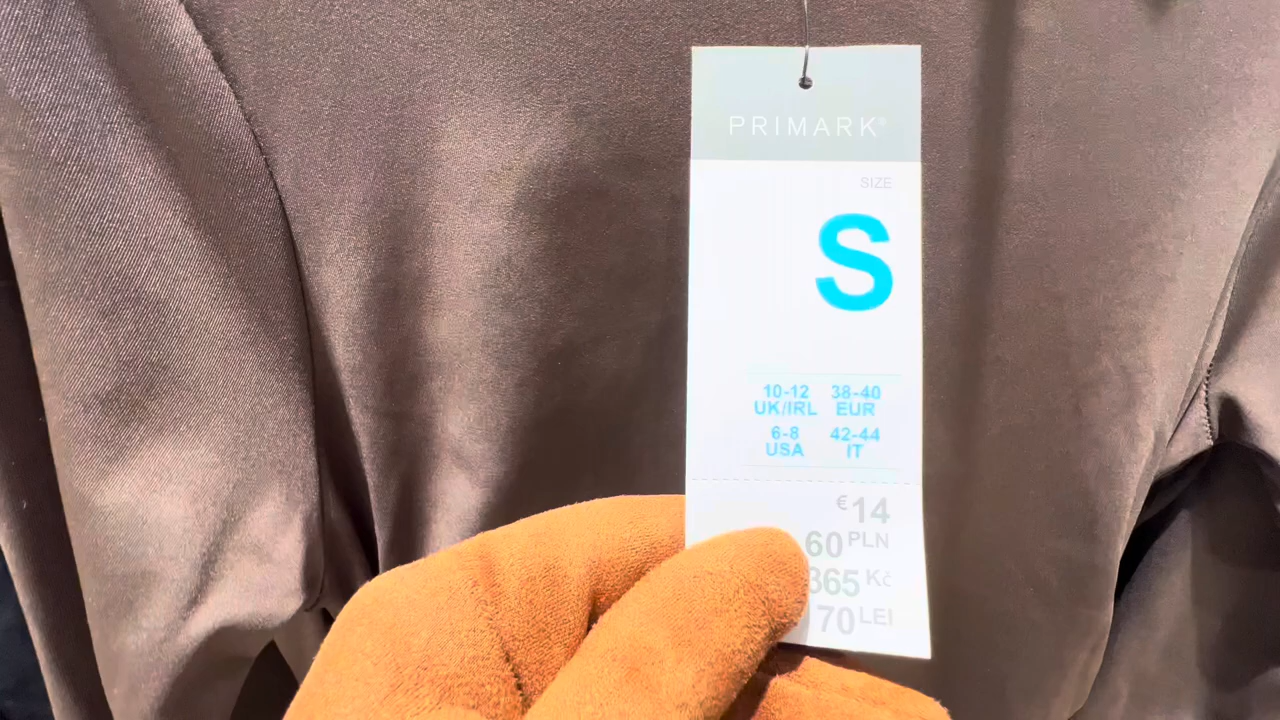 PRIMARK®
SIZE
S
10-12 38-40
UK/IRL EUR
6-8 42-44
USA IT
€14
60 PLN
365 Kč
70 LEI